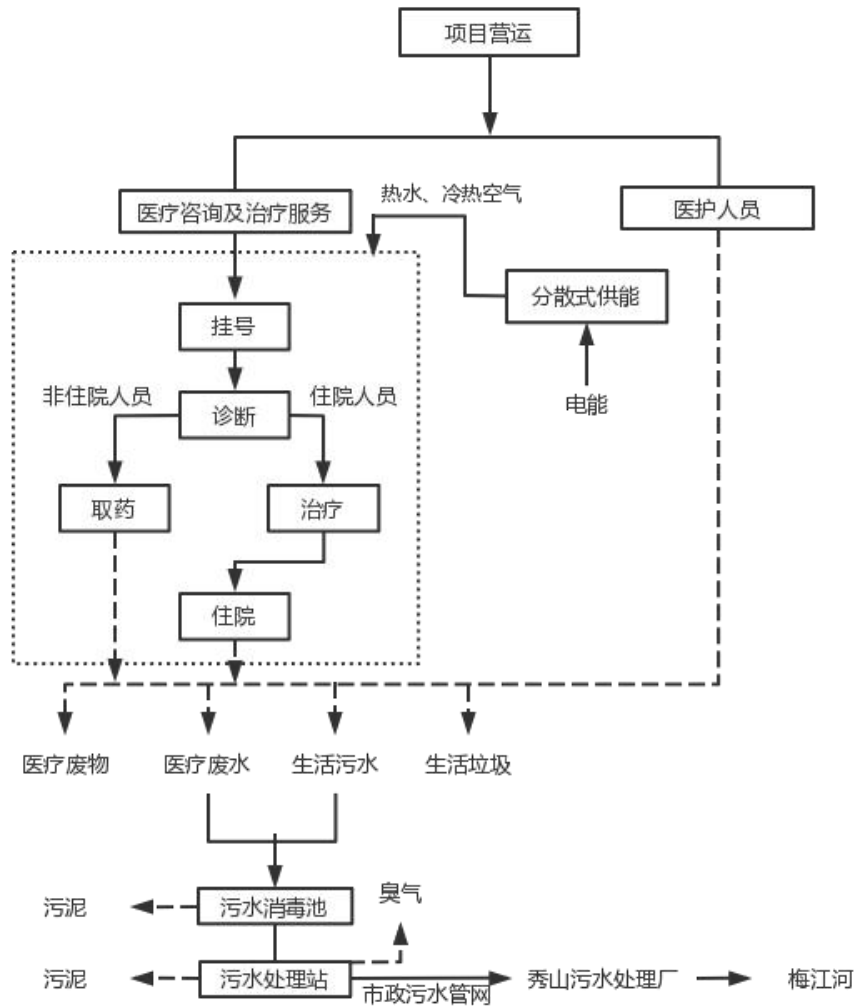 项目营运
医疗咨询及治疗服务
热水、冷热空气
医护人员
分散式供能
挂号
电能
非住院人员
住院人员
诊断
取药
治疗
住院
医疗废物
医疗废水
生活污水
生活垃圾
污泥
污水消毒池
臭气
污泥
污水处理站
市政污水管网
秀山污水处理厂
梅江河